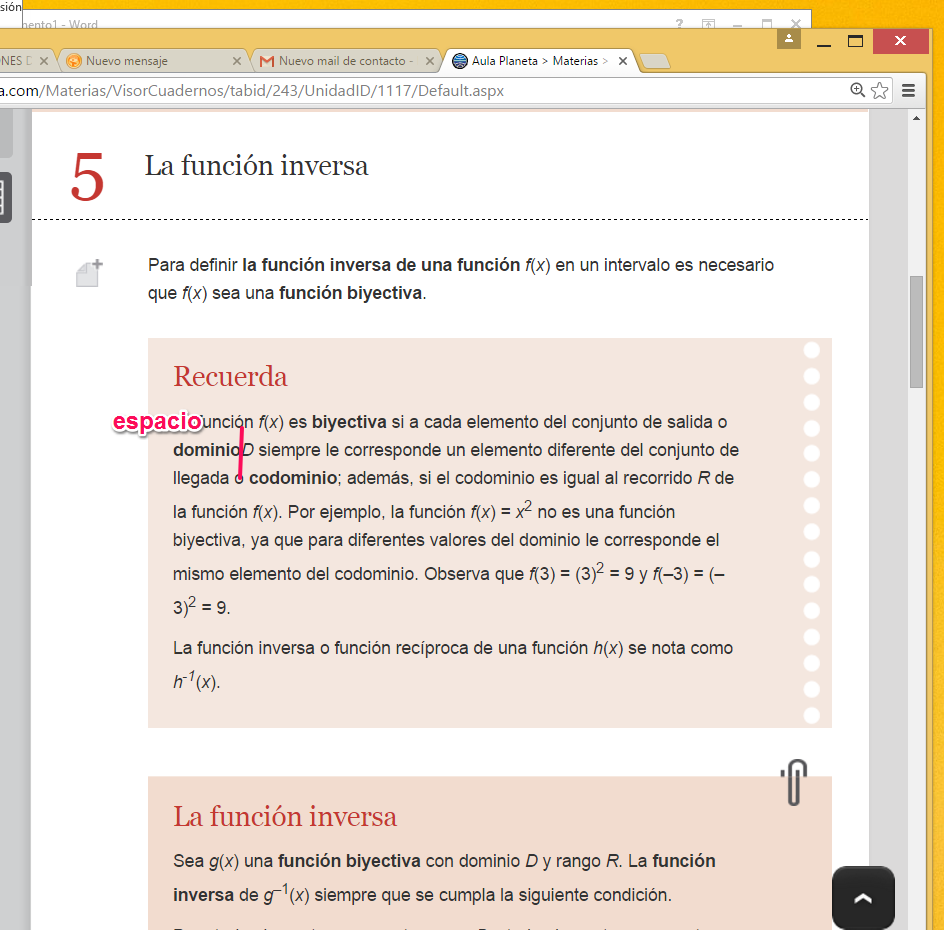 sión
mento1 - Word
NES D
Nuevo mensaje
Nuevo mail de contacto -
Aula Planeta > Materias >
a.com/Materias/VisorCuadernos/tabid/243/UnidadID/1117/Default.aspx
5 La función inversa
Para definir la función inversa de una función f(x) en un intervalo es necesario
que f(x) sea una función biyectiva.
Recuerda
espacio
función f(x) es biyectiva si a cada elemento del conjunto de salida o
dominioD siempre le corresponde un elemento diferente del conjunto de
llegada o codominio; además, si el codominio es igual al recorrido R de
la función f(x). Por ejemplo, la función f(x) = x² no es una función
biyectiva, ya que para diferentes valores del dominio le corresponde el
mismo elemento del codominio. Observa que f(3) = (3)² = 9 y f(–3) = (–
3)² = 9.
La función inversa o función recíproca de una función h(x) se nota como
h⁻¹(x).
La función inversa
Sea g(x) una función biyectiva con dominio D y rango R. La función
inversa de g⁻¹(x) siempre que se cumpla la siguiente condición.